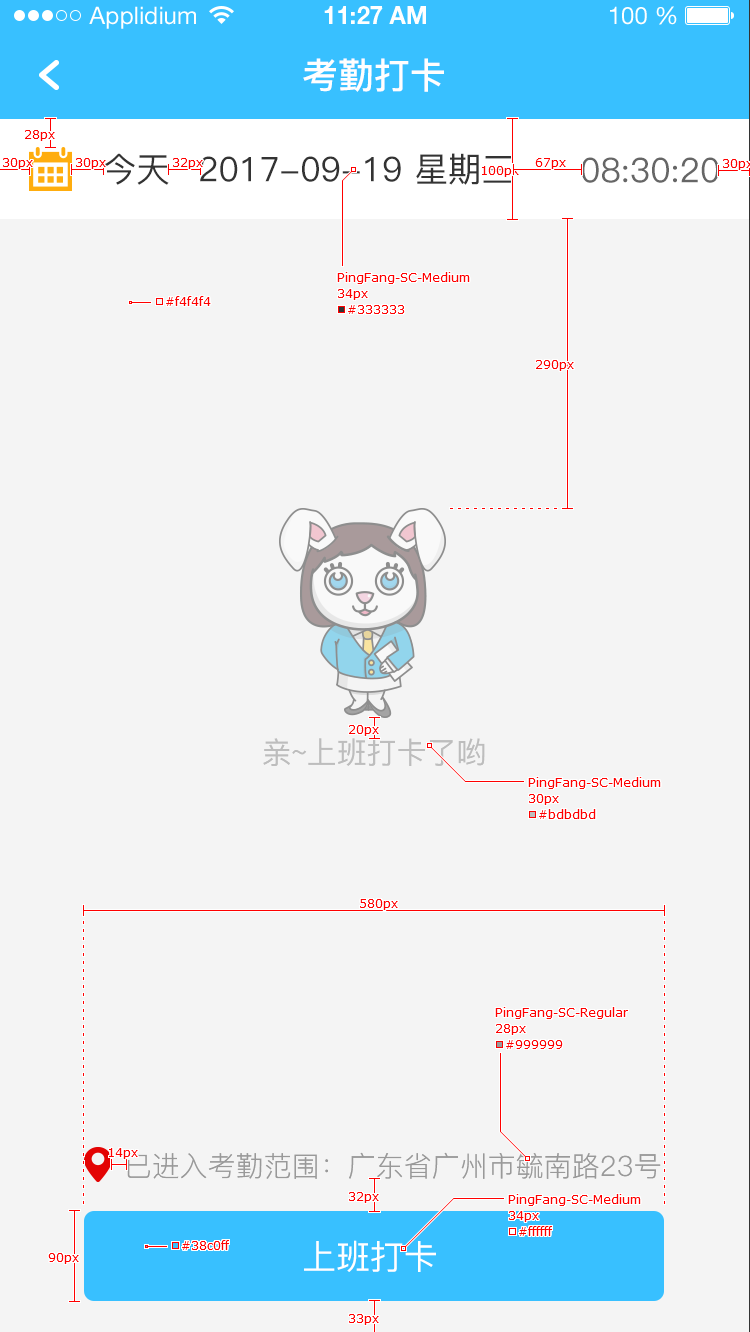 Applidium 11:27 AM 100 %
考勤打卡
28px
30px 30px 今天 32px 2017-09-19 星期二 100px 67px 08:30:20 30px
PingFang-SC-Medium
34px
#333333
#f4f4f4
290px
20px
亲~上班打卡了哟
PingFang-SC-Medium
30px
#bdbdbd
580px
PingFang-SC-Regular
28px
#999999
14px
已进入考勤范围：广东省广州市毓南路23号
32px
PingFang-SC-Medium
34px
#ffffff
#38c0ff
90px
上班打卡
33px